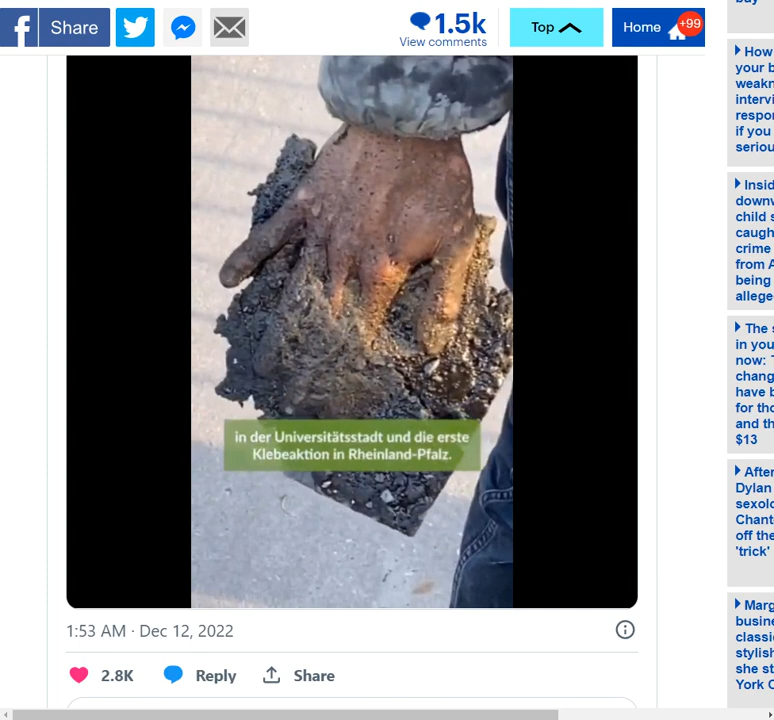 Share
1.5k
View comments
Top
Home
+99
in der Universitätsstadt und die erste
Klebeaktion in Rheinland-Pfalz.
1:53 AM · Dec 12, 2022
2.8K
Reply
Share
How
your b
weakn
intervi
respon
if you
seriou
Insid
downw
child s
caugh
crime
from A
being
allege
The s
in you
now:
chang
have b
for tho
and th
$13
After
Dylan
sexolo
Chant
off the
'trick'
Marg
busine
classi
stylish
she st
York C